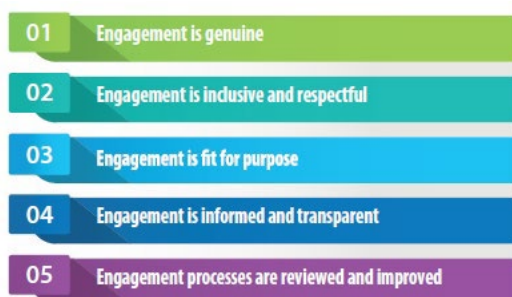 01 Engagement is genuine
02 Engagement is inclusive and respectful
03 Engagement is fit for purpose
04 Engagement is informed and transparent
05 Engagement processes are reviewed and improved